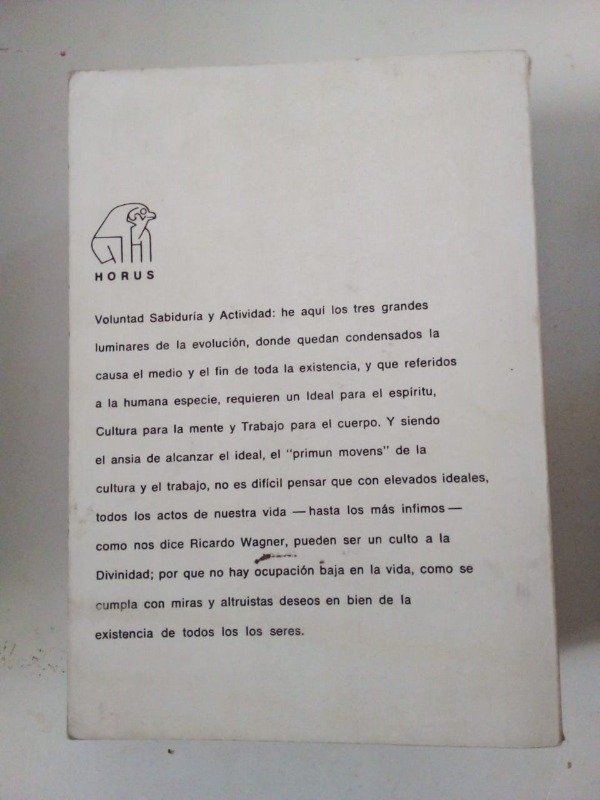 HORUS
Voluntad Sabiduría y Actividad: he aquí los tres grandes
luminares de la evolución, donde quedan condensados la
causa el medio y el fin de toda la existencia, y que referidos
a la humana especie, requieren un Ideal para el espíritu,
Cultura para la mente y Trabajo para el cuerpo. Y siendo
el ansia de alcanzar el ideal, el "primun movens" de la
cultura y el trabajo, no es difícil pensar que con elevados ideales,
todos los actos de nuestra vida — hasta los más ínfimos —
como nos dice Ricardo Wagner, pueden ser un culto a la
Divinidad; por que no hay ocupación baja en la vida, como se
cumpla con miras y altruistas deseos en bien de la
existencia de todos los los seres.